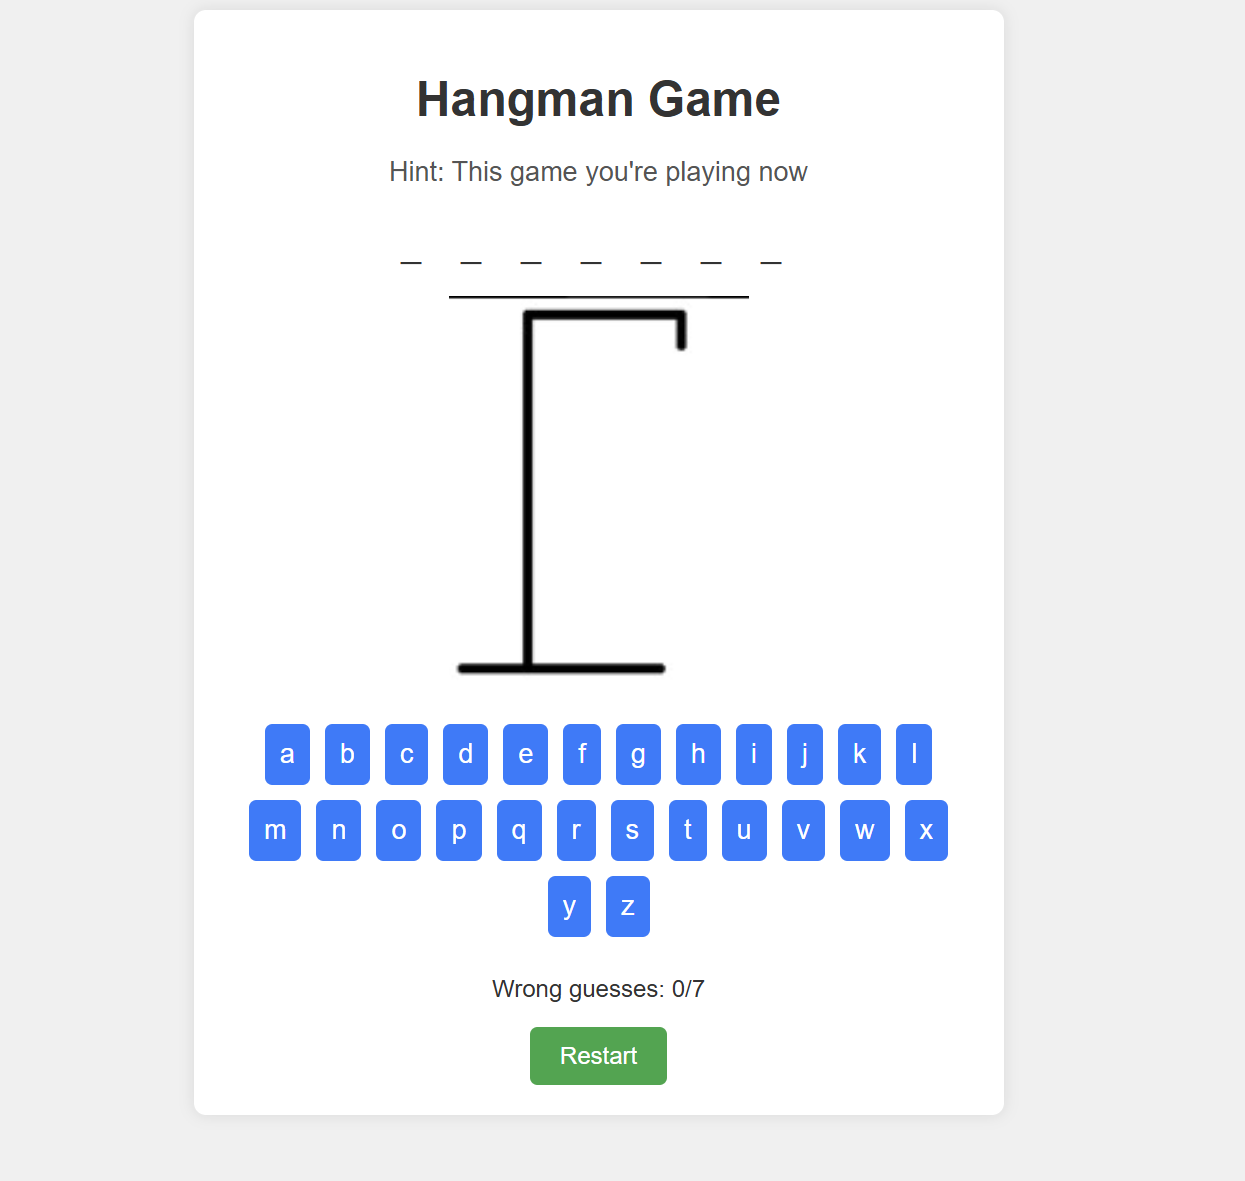 Hangman Game
Hint: This game you're playing now
_ _ _ _ _ _ _
a b c d e f g h i j k l
m n o p q r s t u v w x
y z
Wrong guesses: 0/7
Restart